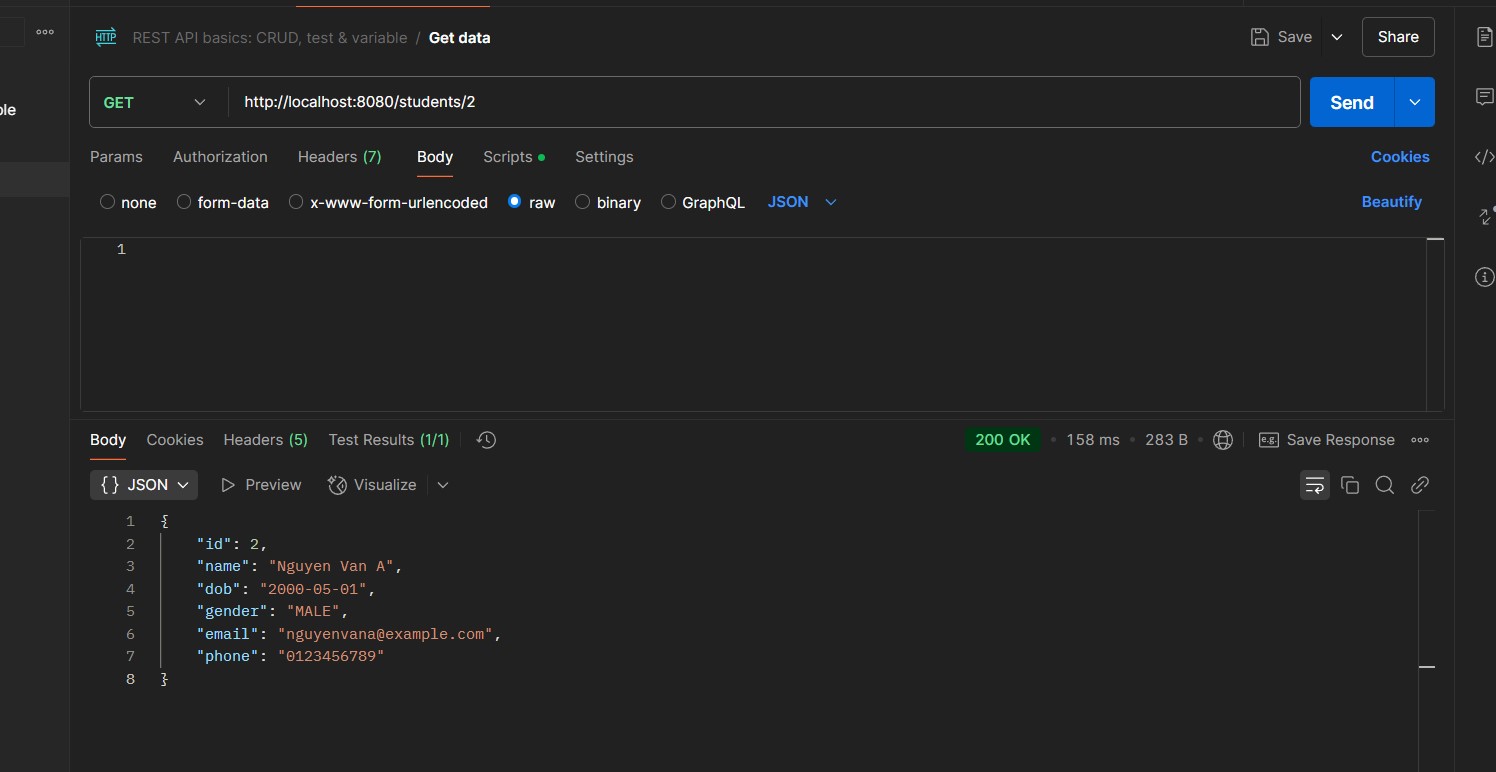 REST API basics: CRUD, test & variable / Get data
Save
Share
ble
GET
http://localhost:8080/students/2
Send
Params Authorization Headers (7) Body Scripts Settings
Cookies
none form-data x-www-form-urlencoded raw binary GraphQL JSON
Beautify
1
Body Cookies Headers (5) Test Results (1/1)
200 OK • 158 ms • 283 B •
e.g. Save Response
{} JSON Preview Visualize
1 {
2 "id": 2,
3 "name": "Nguyen Van A",
4 "dob": "2000-05-01",
5 "gender": "MALE",
6 "email": "nguyenvana@example.com",
7 "phone": "0123456789"
8 }